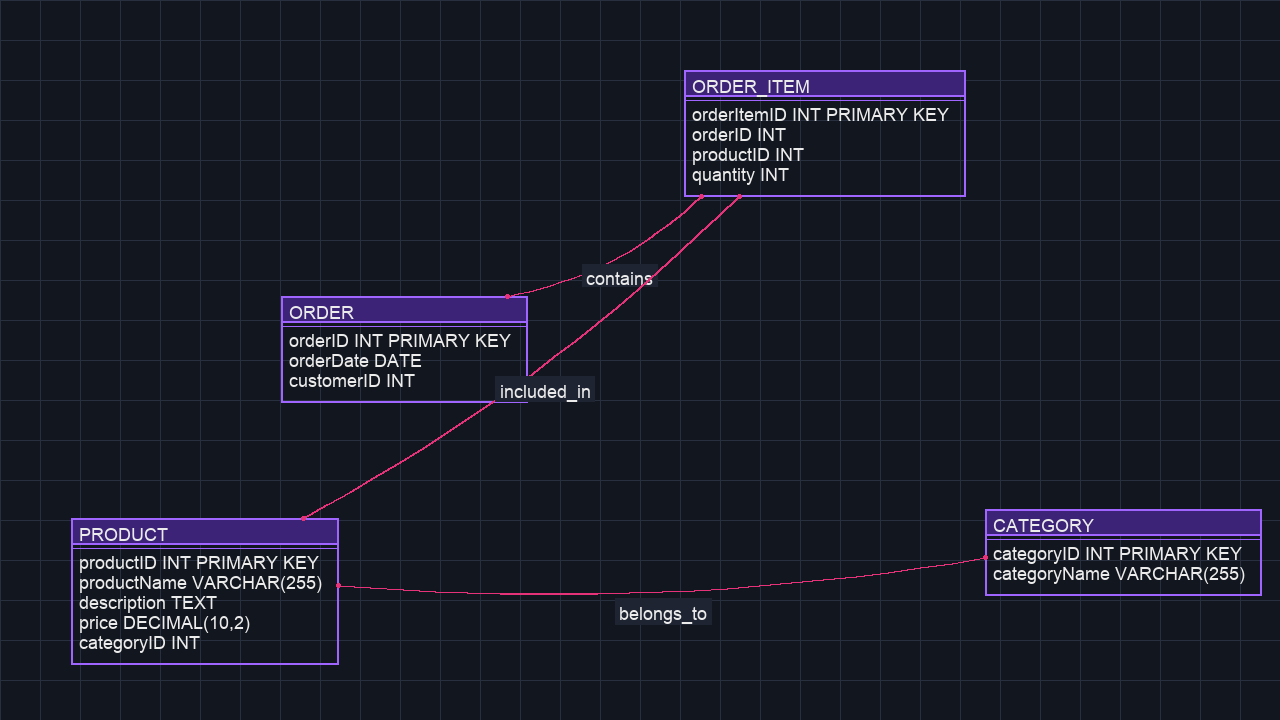 ORDER_ITEM
orderItemID INT PRIMARY KEY
orderID INT
productID INT
quantity INT
contains
ORDER
orderID INT PRIMARY KEY
orderDate DATE
customerID INT
included_in
PRODUCT
productID INT PRIMARY KEY
productName VARCHAR(255)
description TEXT
price DECIMAL(10,2)
categoryID INT
belongs_to
CATEGORY
categoryID INT PRIMARY KEY
categoryName VARCHAR(255)